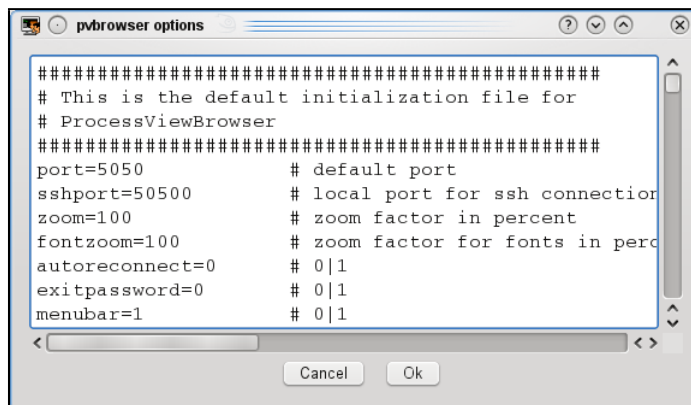 pvbrowser options
###############################################
# This is the default initialization file for
# ProcessViewBrowser
###############################################
port=5050 # default port
sshport=50500 # local port for ssh connection
zoom=100 # zoom factor in percent
fontzoom=100 # zoom factor for fonts in perc
autoreconnect=0 # 0|1
exitpassword=0 # 0|1
menubar=1 # 0|1
Cancel Ok